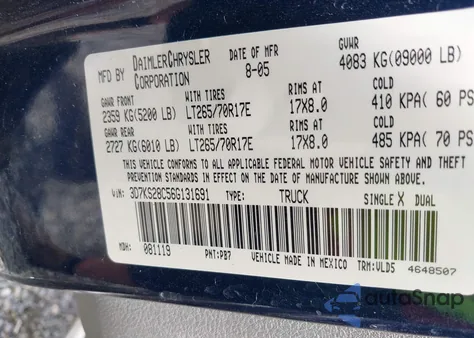 MFD BY DAIMLERCHRYSLER CORPORATION
DATE OF MFR 8-05
GVWR 4083 KG(09000 LB)
GAWR FRONT WITH TIRES RIMS AT COLD
2359 KG(5200 LB) LT265/70R17E 17X8.0 410 KPA( 60 PS
GAWR REAR WITH TIRES RIMS AT COLD
2727 KG(6010 LB) LT265/70R17E 17X8.0 485 KPA( 70 PS
THIS VEHICLE CONFORMS TO ALL APPLICABLE FEDERAL MOTOR VEHICLE SAFETY AND THEFT
PREVENTION STANDARDS IN EFFECT ON THE DATE OF MANUFACTURE SHOWN ABOVE.
VIN: 3D7KS28C56G131691 TYPE: TRUCK SINGLE X DUAL
MDH: 081119 PNT:PB7 VEHICLE MADE IN MEXICO TRM:VLD5 4648507
autoSnap